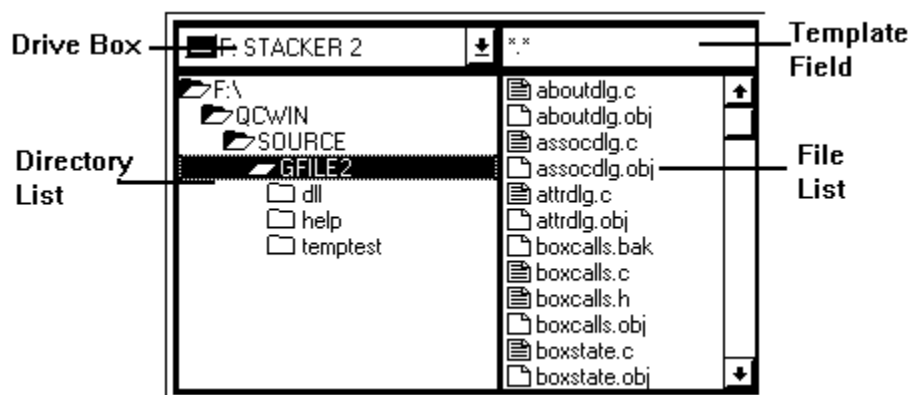 Drive Box
F: STACKER 2
*.*
Template
Field
F:\
QCWIN
SOURCE
GFILE2
dll
help
temptest
Directory
List
aboutdlg.c
aboutdlg.obj
assocdlg.c
assocdlg.obj
attrdlg.c
attrdlg.obj
boxcalls.bak
boxcalls.c
boxcalls.h
boxcalls.obj
boxstate.c
boxstate.obj
File
List